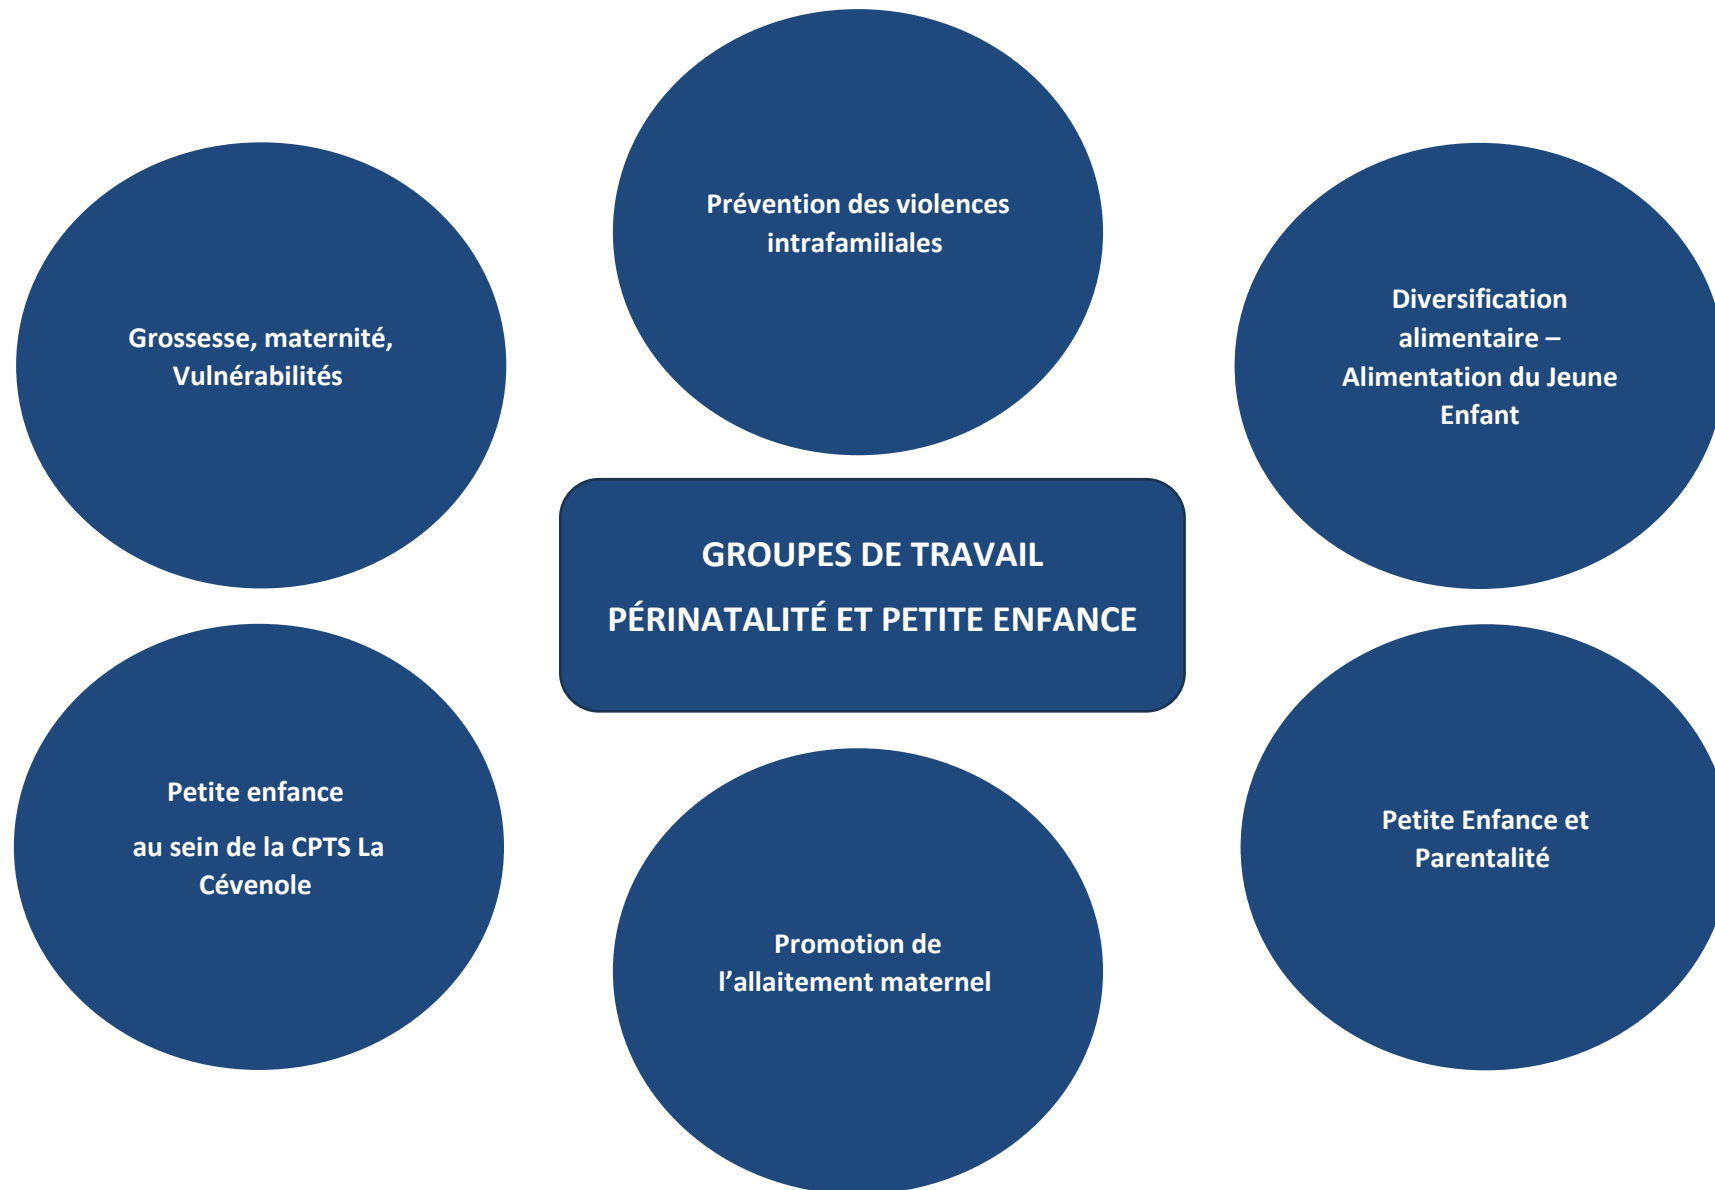 Prévention des violences
intrafamiliales
Grossesse, maternité,
Vulnérabilités
Diversification
alimentaire –
Alimentation du Jeune
Enfant
GROUPES DE TRAVAIL
PÉRINATALITÉ ET PETITE ENFANCE
Petite enfance
au sein de la CPTS La
Cévenole
Petite Enfance et
Parentalité
Promotion de
l’allaitement maternel